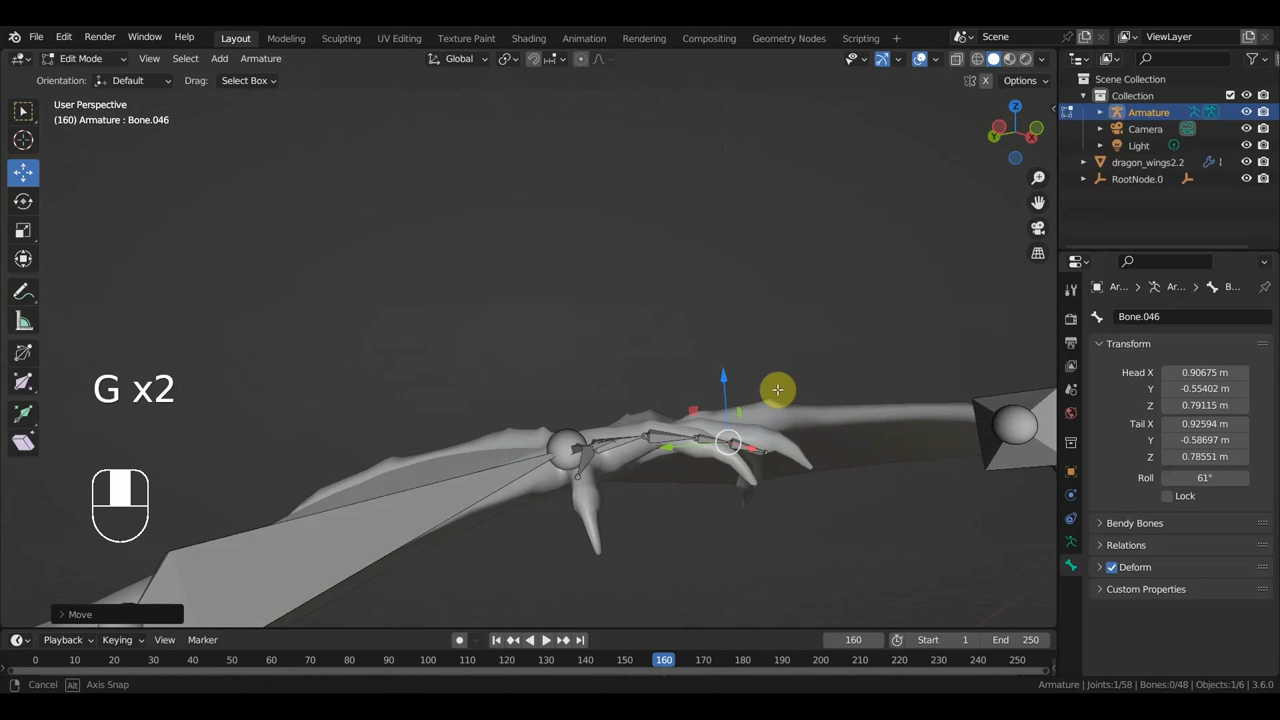 File Edit Render Window Help Layout Modeling Sculpting UV Editing Texture Paint Shading Animation Rendering Compositing Geometry Nodes Scripting + Scene ViewLayer
Edit Mode View Select Add Armature Global
Orientation: Default Drag: Select Box X Options
User Perspective
(160) Armature : Bone.046
Scene Collection
Collection
Armature
Camera
Light
dragon_wings2.2
RootNode.0
Ar... Ar... B...
Bone.046
Transform
Head X 0.90675 m
Y -0.55402 m
Z 0.79115 m
Tail X 0.92594 m
Y -0.58697 m
Z 0.78551 m
Roll 61°
Lock
Bendy Bones
Relations
Deform
Custom Properties
Z
Y
X
G x2
Move
Playback Keying View Marker 160 Start 1 End 250
0 10 20 30 40 50 60 70 80 90 100 110 120 130 140 150 160 170 180 190 200 210 220 230 240 250
Cancel Alt Axis Snap Armature | Joints:1/58 | Bones:0/48 | Objects:1/6 | 3.6.0